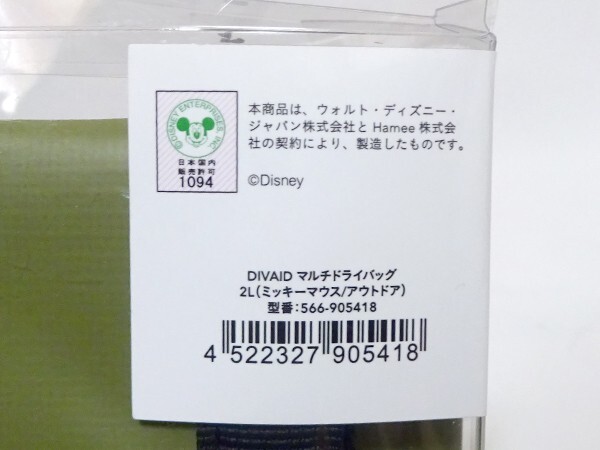 ©DISNEY ENTERPRISES, INC.
日本国内
販売許可
1094
本商品は、ウォルト・ディズニー・
ジャパン株式会社と Hamee 株式会
社の契約により、製造したものです。
©Disney
DIVAID マルチドライバッグ
2L(ミッキーマウス/アウトドア)
型番:566-905418
4 522327 905418